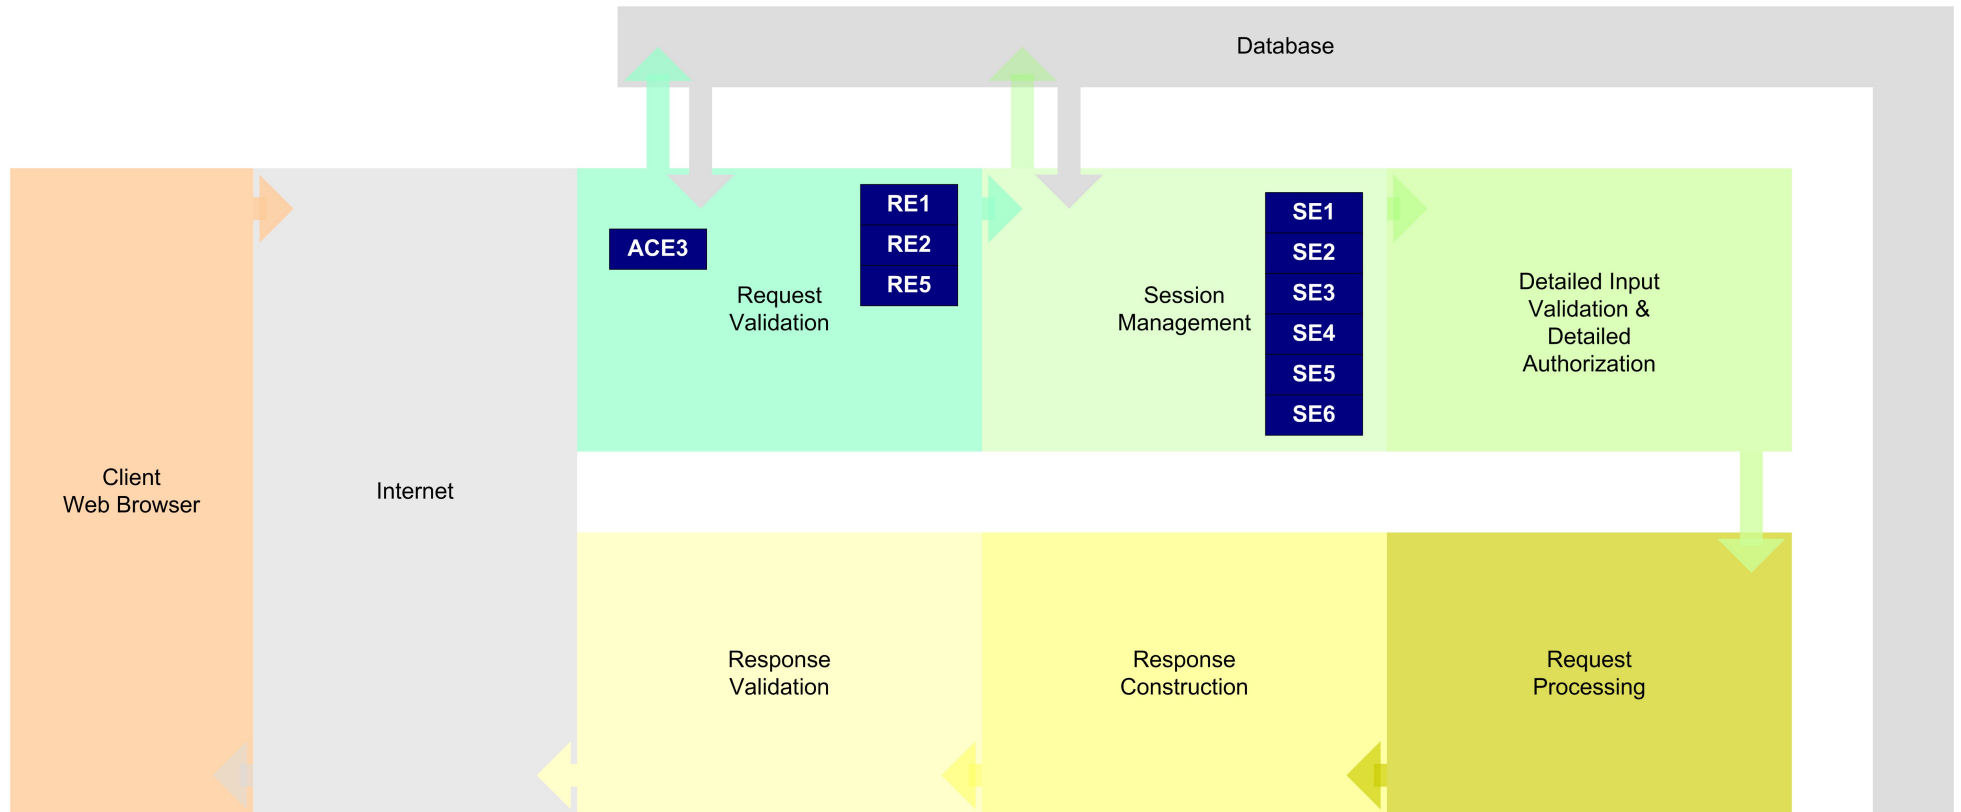 Database
ACE3
RE1
RE2
RE5
Request
Validation
Session
Management
SE1
SE2
SE3
SE4
SE5
SE6
Detailed Input
Validation &
Detailed
Authorization
Client
Web Browser
Internet
Response
Validation
Response
Construction
Request
Processing